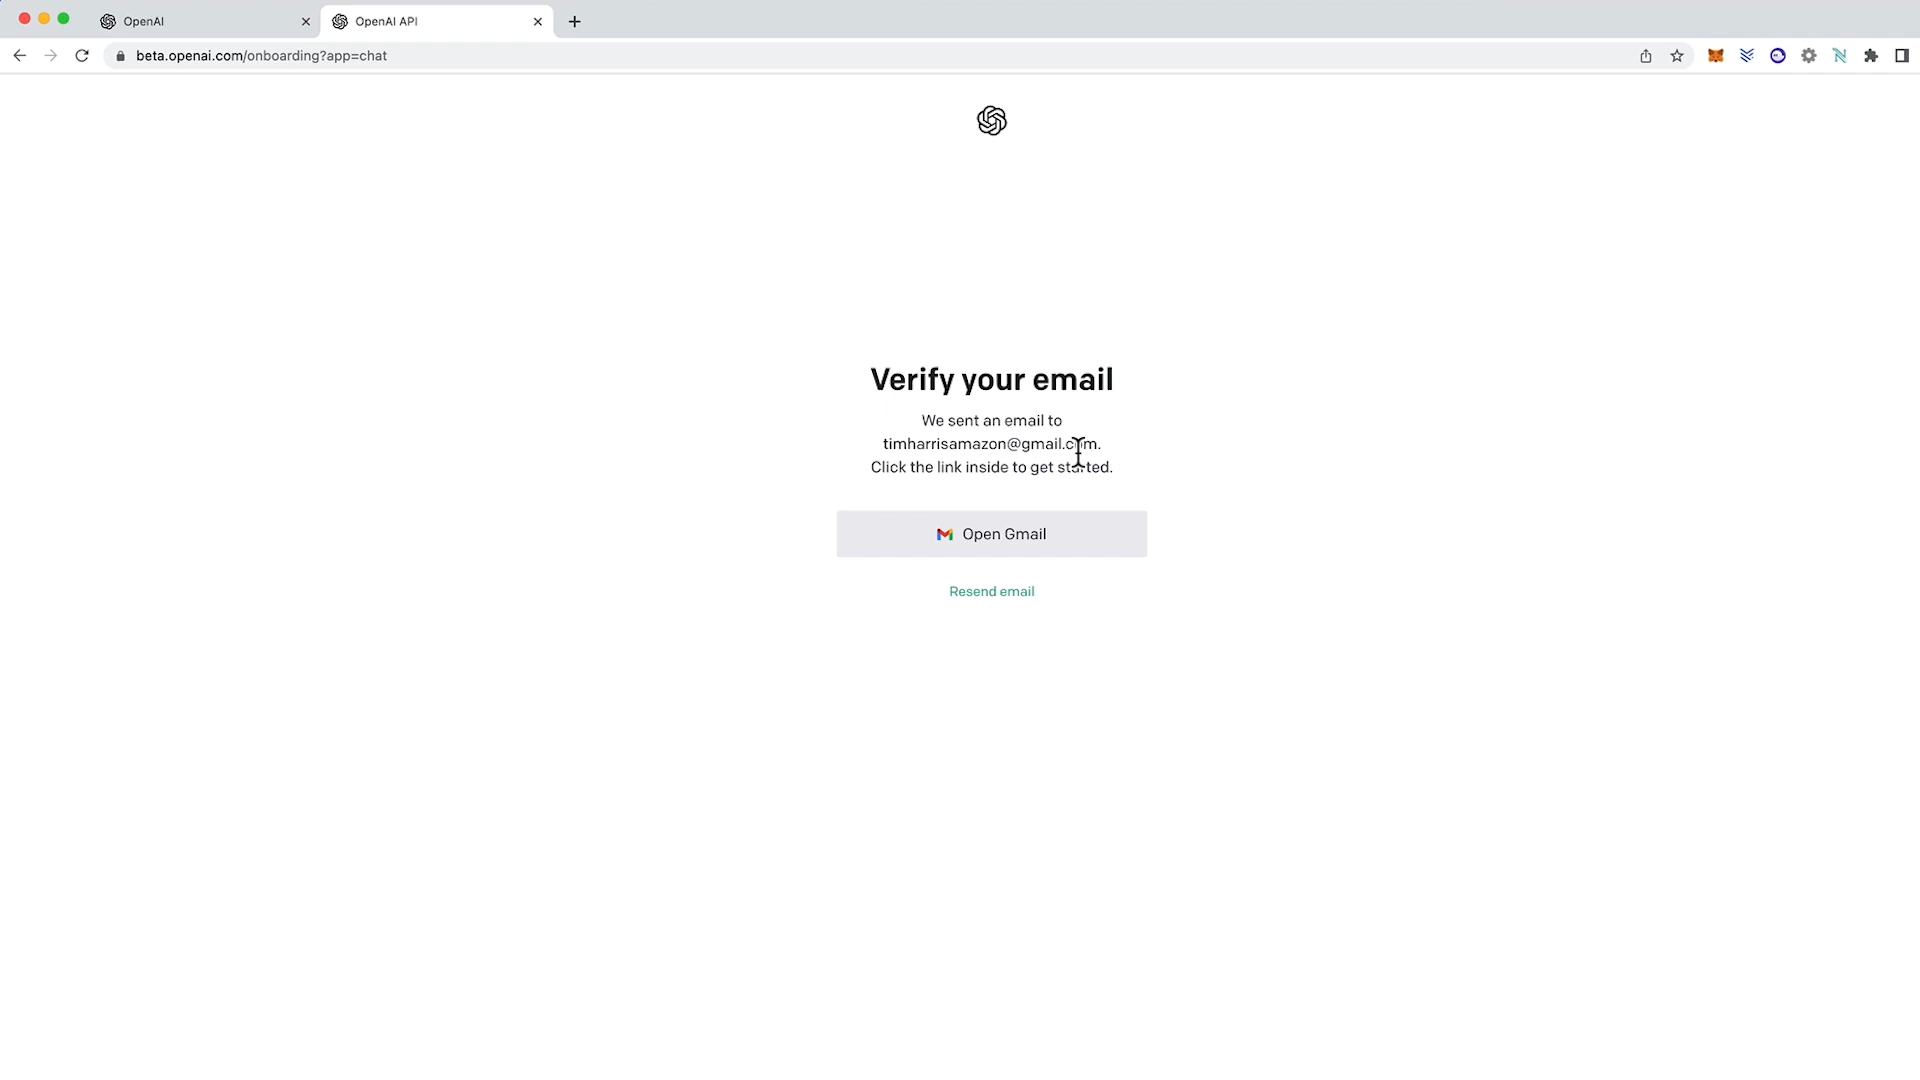 OpenAI
OpenAI API
beta.openai.com/onboarding?app=chat
Verify your email
We sent an email to
timharrisamazon@gmail.com.
Click the link inside to get started.
Open Gmail
Resend email